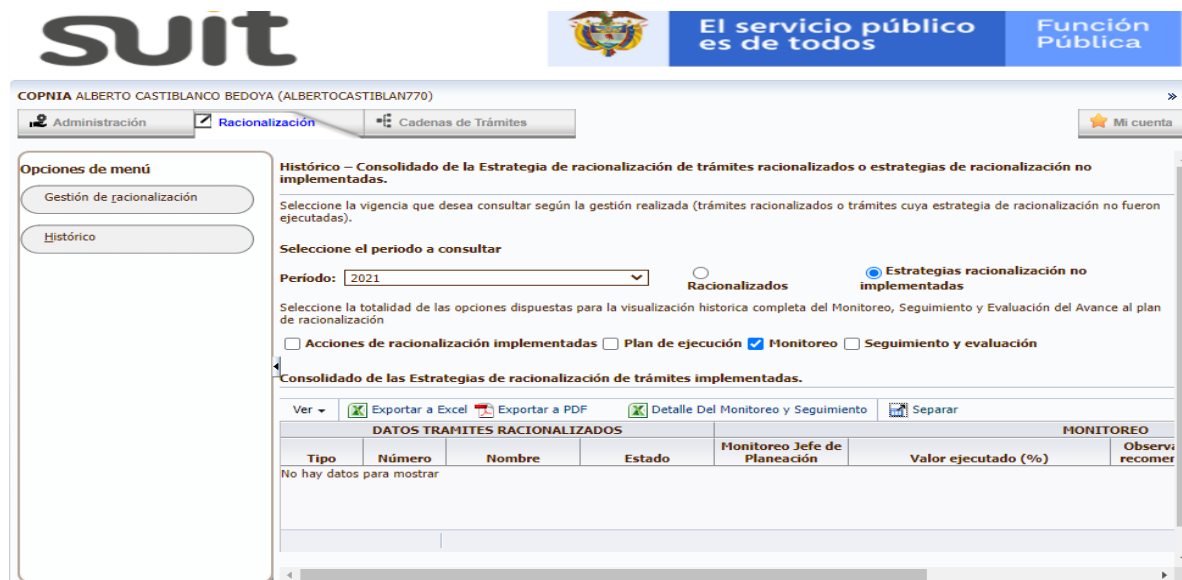 suit
El servicio público
es de todos
Función
Pública
COPNIA ALBERTO CASTIBLANCO BEDOYA (ALBERTOCASTIBLAN770)
»
Administración
Racionalización
Cadenas de Trámites
Mi cuenta
Opciones de menú
Gestión de racionalización
Histórico
Histórico – Consolidado de la Estrategia de racionalización de trámites racionalizados o estrategias de racionalización no
implementadas.
Seleccione la vigencia que desea consultar según la gestión realizada (trámites racionalizados o trámites cuya estrategia de racionalización no fueron
ejecutadas).
Seleccione el periodo a consultar
Período: 2021
Racionalizados
Estrategias racionalización no
implementadas
Seleccione la totalidad de las opciones dispuestas para la visualización historica completa del Monitoreo, Seguimiento y Evaluación del Avance al plan
de racionalización
Acciones de racionalización implementadas Plan de ejecución Monitoreo Seguimiento y evaluación
Consolidado de las Estrategias de racionalización de trámites implementadas.
Ver Exportar a Excel Exportar a PDF Detalle Del Monitoreo y Seguimiento Separar
DATOS TRAMITES RACIONALIZADOS MONITOREO
Tipo Número Nombre Estado
Monitoreo Jefe de
Planeación
Valor ejecutado (%)
Observa
recomen
No hay datos para mostrar